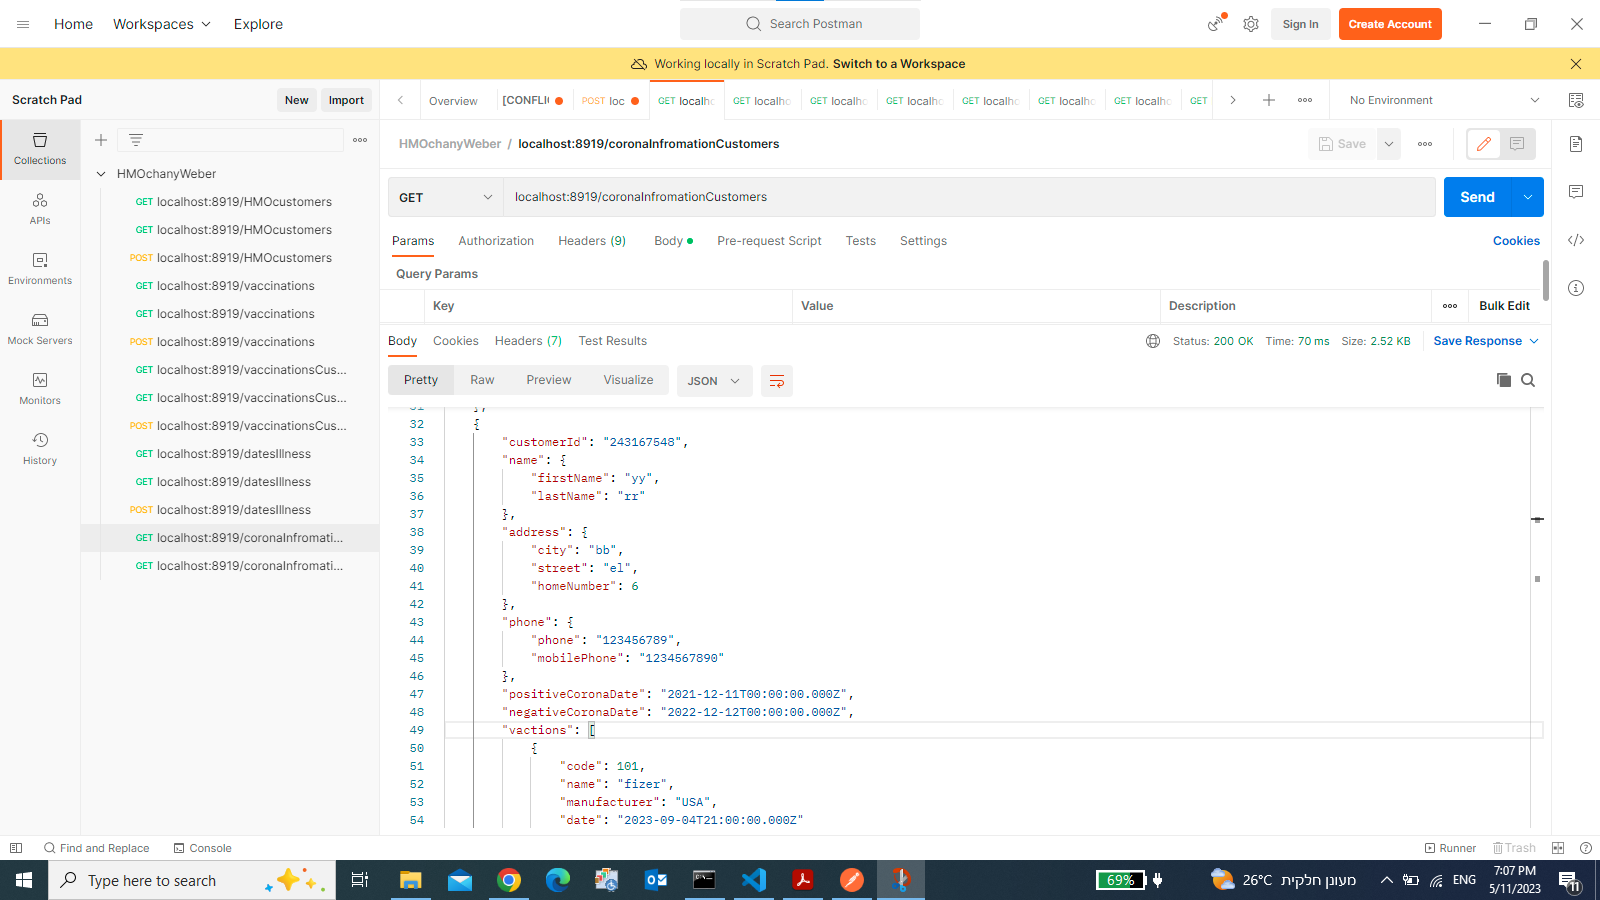 Home Workspaces Explore Search Postman Sign In Create Account
Working locally in Scratch Pad. Switch to a Workspace
Scratch Pad New Import Overview [CONFLI POST loc GET localho GET localho GET localho GET localho GET localho GET localho GET localho GET No Environment
Collections
APIs
Environments
Mock Servers
Monitors
History
HMOchanyWeber
GET localhost:8919/HMOcustomers
GET localhost:8919/HMOcustomers
POST localhost:8919/HMOcustomers
GET localhost:8919/vaccinations
GET localhost:8919/vaccinations
POST localhost:8919/vaccinations
GET localhost:8919/vaccinationsCus...
GET localhost:8919/vaccinationsCus...
POST localhost:8919/vaccinationsCus...
GET localhost:8919/datesIllness
GET localhost:8919/datesIllness
POST localhost:8919/datesIllness
GET localhost:8919/coronaInfromati...
GET localhost:8919/coronaInfromati...
HMOchanyWeber / localhost:8919/coronaInfromationCustomers Save
GET localhost:8919/coronaInfromationCustomers Send
Params Authorization Headers (9) Body Pre-request Script Tests Settings Cookies
Query Params
Key Value Description Bulk Edit
Body Cookies Headers (7) Test Results Status: 200 OK Time: 70 ms Size: 2.52 KB Save Response
Pretty Raw Preview Visualize JSON
31 },
32 {
33 "customerId": "243167548",
34 "name": {
35 "firstName": "yy",
36 "lastName": "rr"
37 },
38 "address": {
39 "city": "bb",
40 "street": "el",
41 "homeNumber": 6
42 },
43 "phone": {
44 "phone": "123456789",
45 "mobilePhone": "1234567890"
46 },
47 "positiveCoronaDate": "2021-12-11T00:00:00.000Z",
48 "negativeCoronaDate": "2022-12-12T00:00:00.000Z",
49 "vactions": [
50 {
51 "code": 101,
52 "name": "fizer",
53 "manufacturer": "USA",
54 "date": "2023-09-04T21:00:00.000Z"
Find and Replace Console Runner Trash
Type here to search 69% 26°C מעונן חלקית ENG 7:07 PM
5/11/2023 11